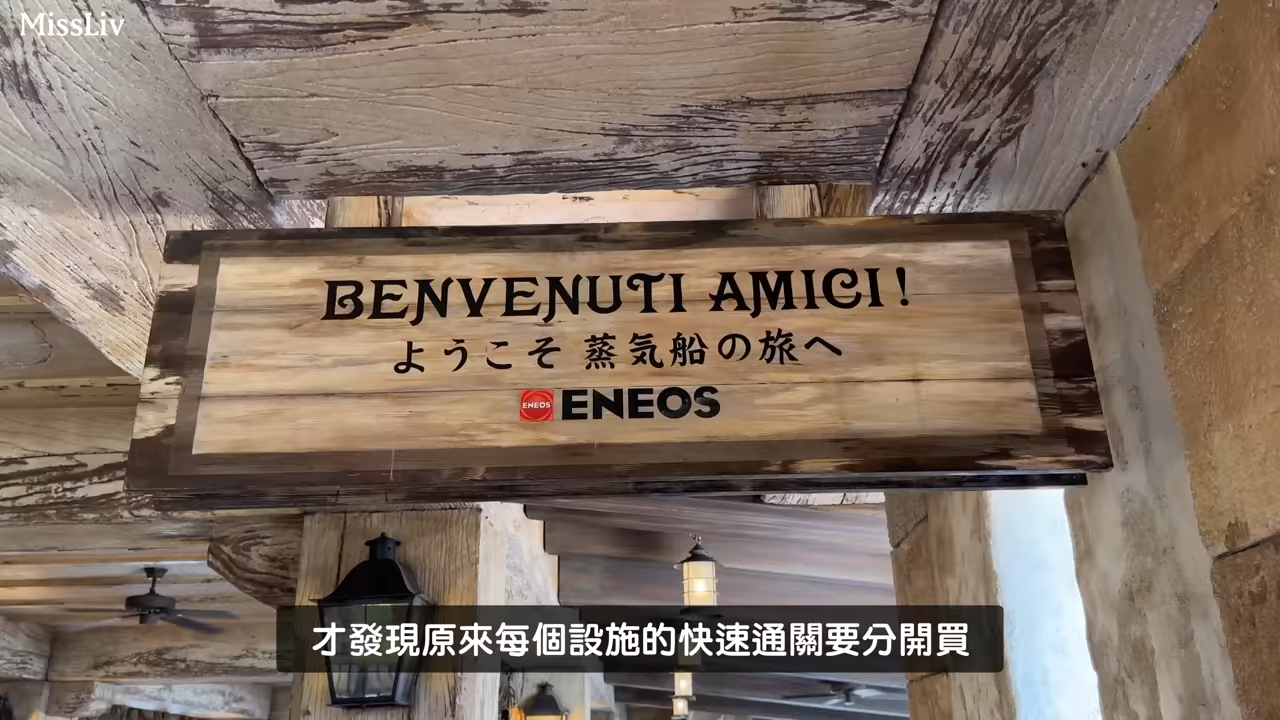 MissLiv
BENVENUTI AMICI!
ようこそ 蒸気船の旅へ
ENEOS ENEOS
才發現原來每個設施的快速通關要分開買